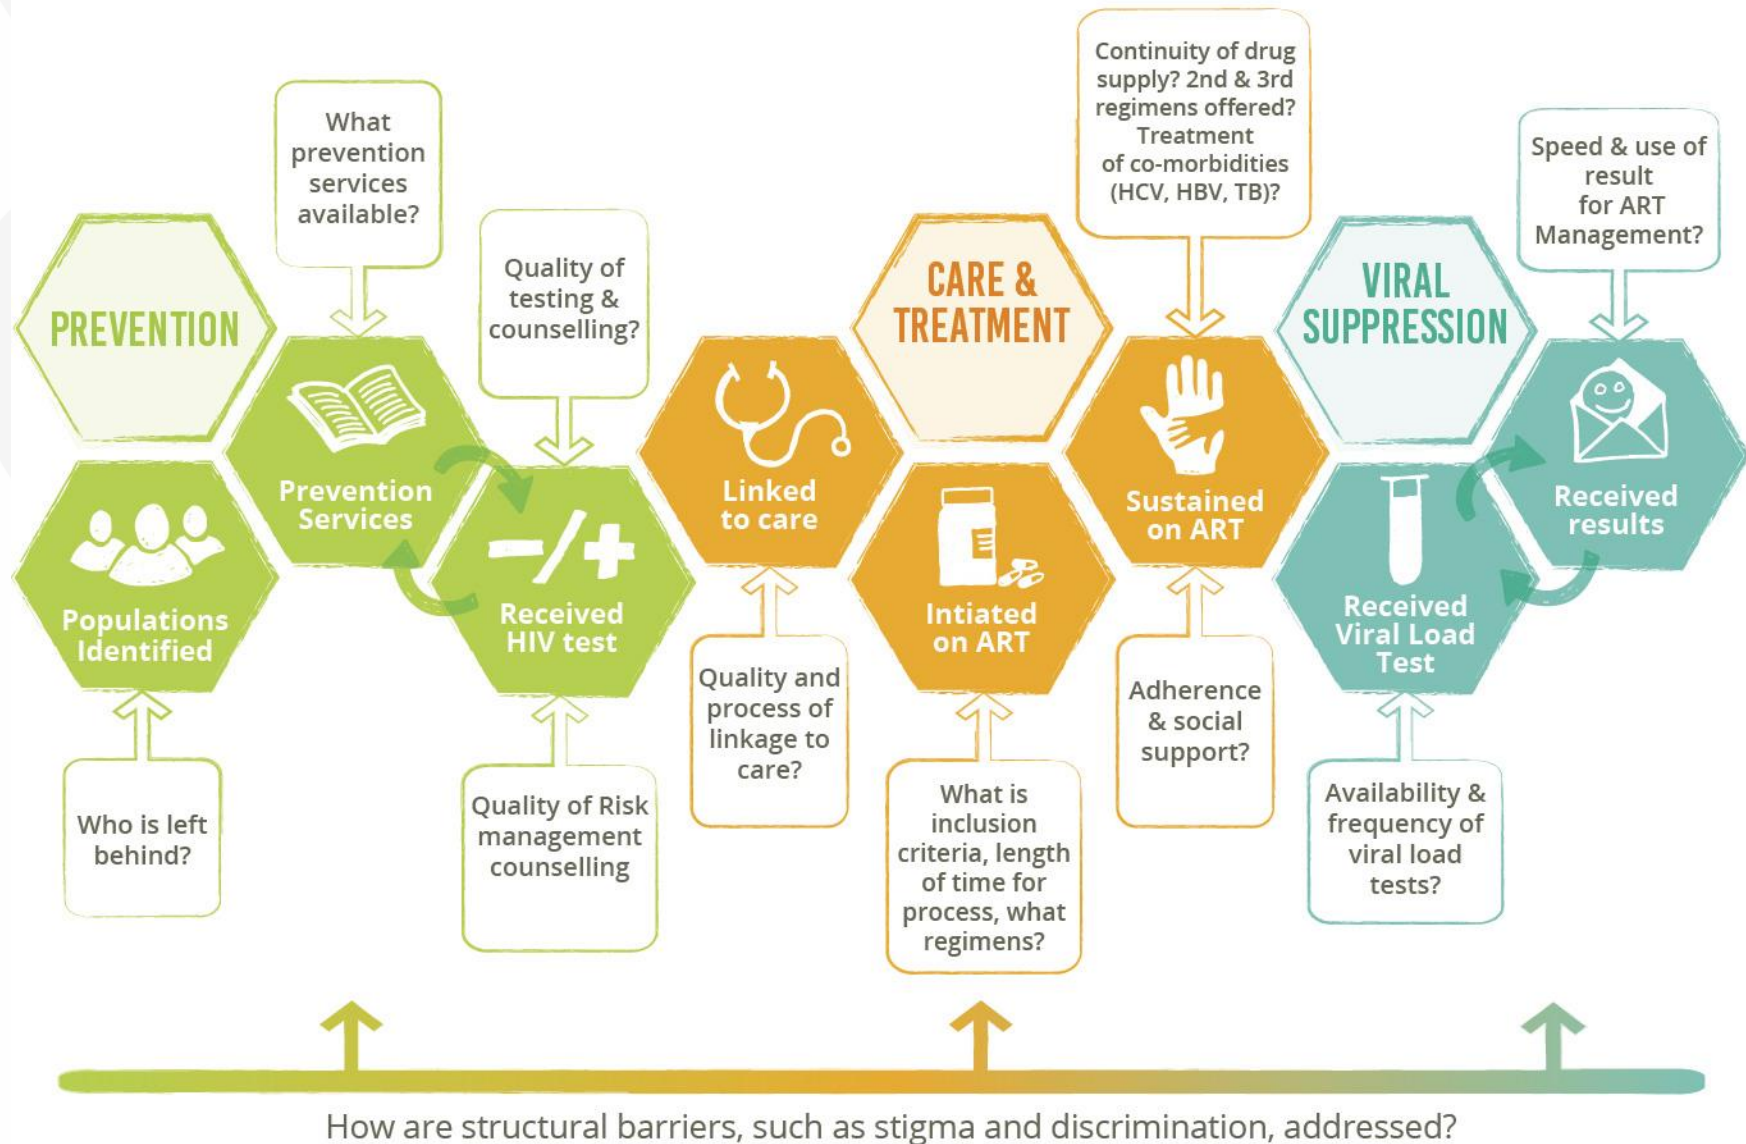 PREVENTION
What
prevention
services
available?
Quality of
testing &
counselling?
Populations
Identified
Prevention
Services
Received
HIV test
Who is left
behind?
Quality of Risk
management
counselling
CARE &
TREATMENT
Continuity of drug
supply? 2nd & 3rd
regimens offered?
Treatment
of co-morbidities
(HCV, HBV, TB)?
Linked
to care
Intiated
on ART
Sustained
on ART
Quality and
process of
linkage to
care?
What is
inclusion
criteria, length
of time for
process, what
regimens?
Adherence
& social
support?
VIRAL
SUPPRESSION
Speed & use of
result
for ART
Management?
Received
Viral Load
Test
Received
results
Availability &
frequency of
viral load
tests?
How are structural barriers, such as stigma and discrimination, addressed?